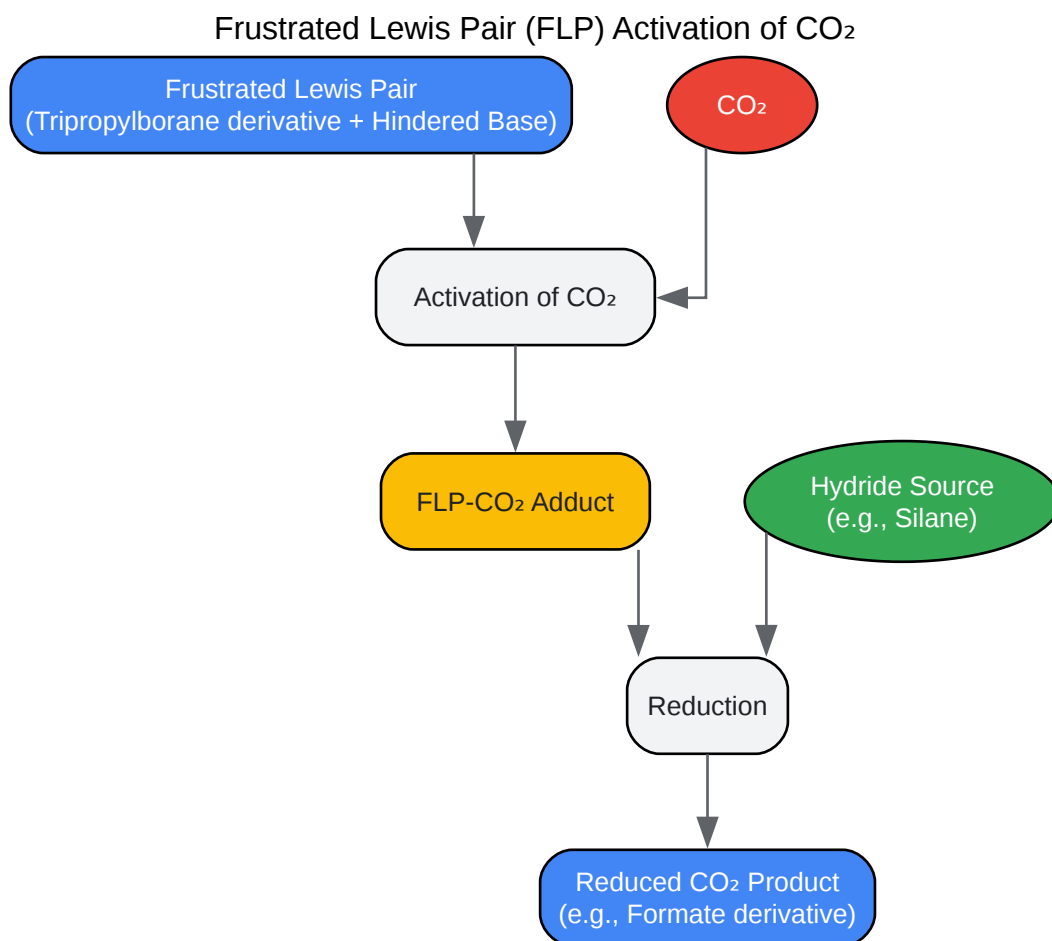 Frustrated Lewis Pair (FLP) Activation of CO₂
Frustrated Lewis Pair
(Tripropylborane derivative + Hindered Base)
CO₂
Activation of CO₂
FLP-CO₂ Adduct
Hydride Source
(e.g., Silane)
Reduction
Reduced CO₂ Product
(e.g., Formate derivative)